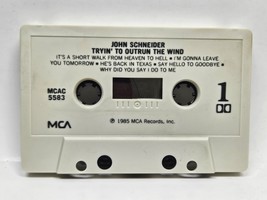 JOHN SCHNEIDER
TRYIN' TO OUTRUN THE WIND
IT'S A SHORT WALK FROM HEAVEN TO HELL • I'M GONNA LEAVE
YOU TOMORROW • HE'S BACK IN TEXAS • SAY HELLO TO GOODBYE •
WHY DID YOU SAY I DO TO ME
MCAC
5583
1
MCA
℗ 1985 MCA Records, Inc.